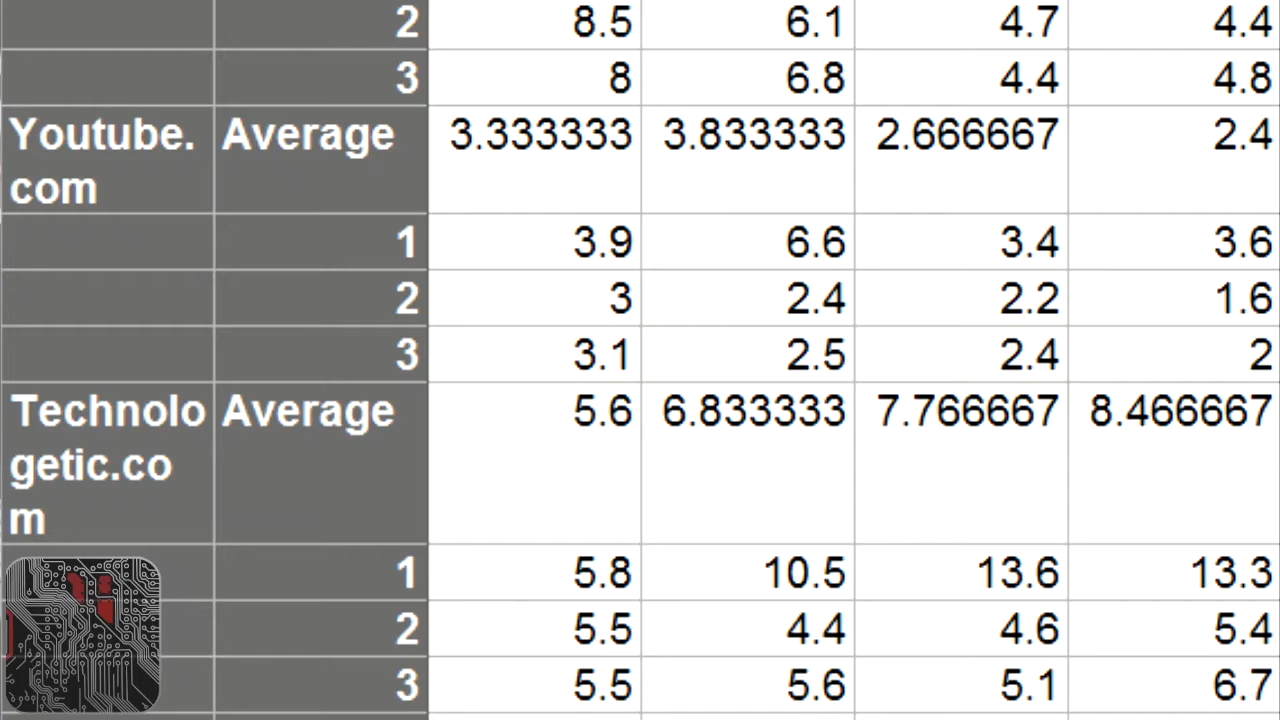 2 8.5 6.1 4.7 4.4
3 8 6.8 4.4 4.8
Youtube. Average 3.333333 3.833333 2.666667 2.4
com
1 3.9 6.6 3.4 3.6
2 3 2.4 2.2 1.6
3 3.1 2.5 2.4 2
Technolo Average 5.6 6.833333 7.766667 8.466667
getic.co
m
1 5.8 10.5 13.6 13.3
2 5.5 4.4 4.6 5.4
3 5.5 5.6 5.1 6.7